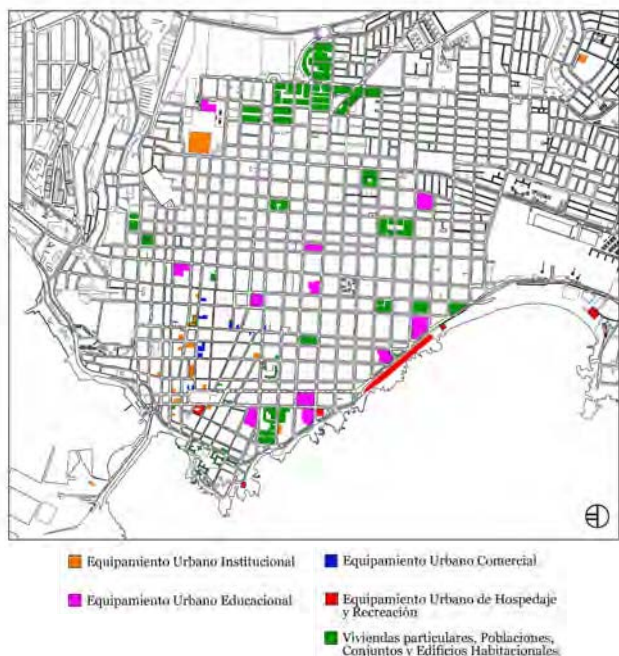 Equipamiento Urbano Institucional
Equipamiento Urbano Comercial
Equipamiento Urbano Educacional
Equipamiento Urbano de Hospedaje
y Recreación
Viviendas particulares, Poblaciones,
Conjuntos y Edificios Habitacionales